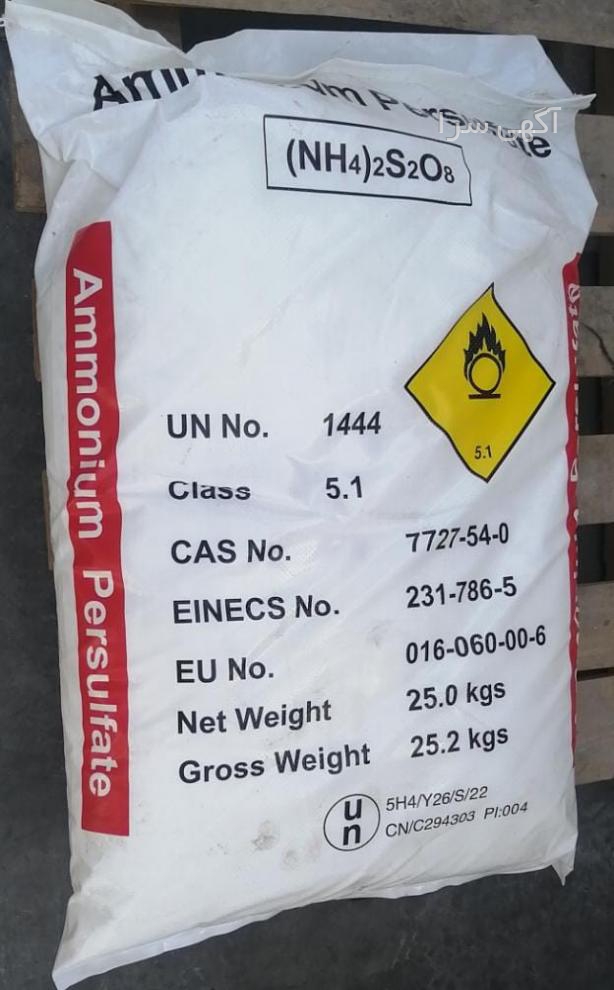 Ammonium Persulfate
آگهی سرا
(NH4)2S2O8
Ammonium Persulfate
5.1
UN No. 1444
Class 5.1
CAS No. 7727-54-0
EINECS No. 231-786-5
EU No. 016-060-00-6
Net Weight 25.0 kgs
Gross Weight 25.2 kgs
un
5H4/Y26/S/22
CN/C294303 PI:004